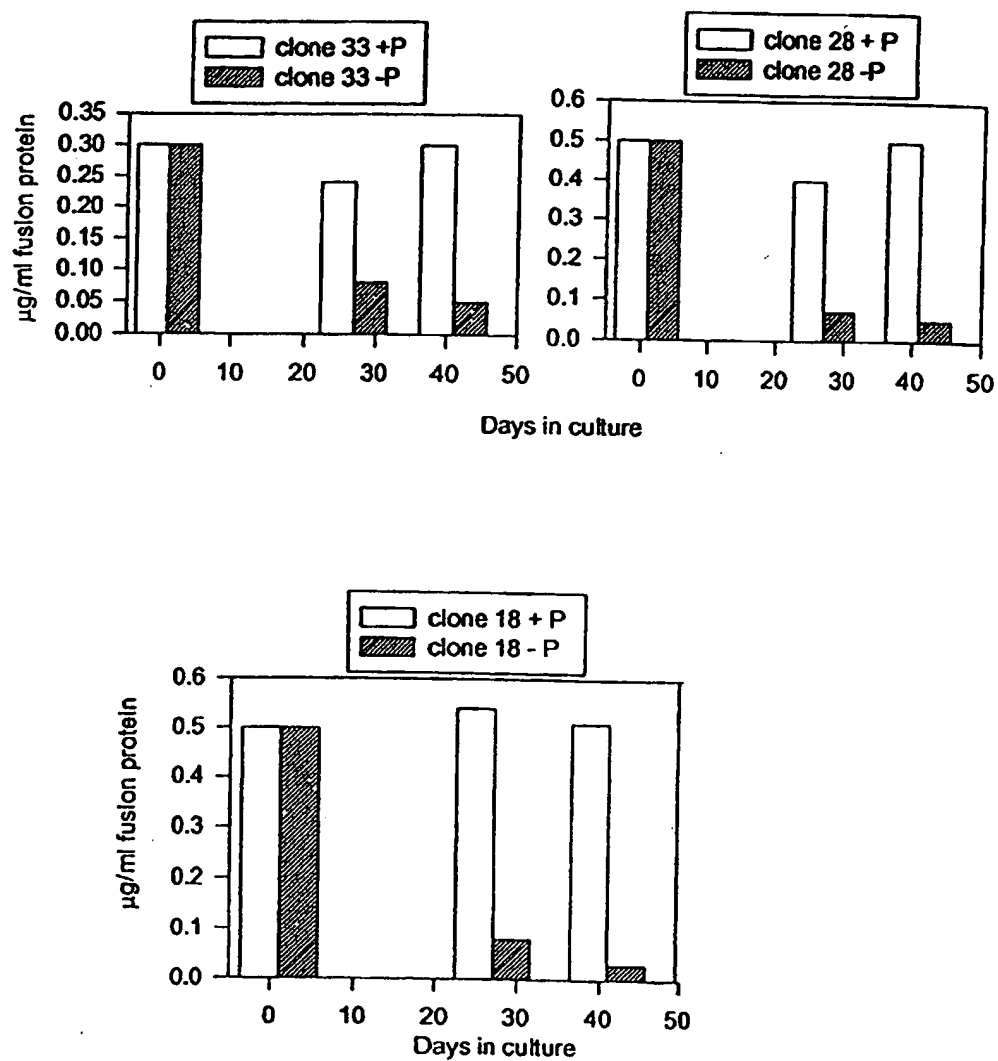 clone 33 +P
clone 33 -P
clone 28 + P
clone 28 -P
µg/ml fusion protein
0.35
0.30
0.25
0.20
0.15
0.10
0.05
0.00
0 10 20 30 40 50
0.6
0.5
0.4
0.3
0.2
0.1
0.0
0 10 20 30 40 50
Days in culture
clone 18 + P
clone 18 - P
µg/ml fusion protein
0.6
0.5
0.4
0.3
0.2
0.1
0.0
0 10 20 30 40 50
Days in culture